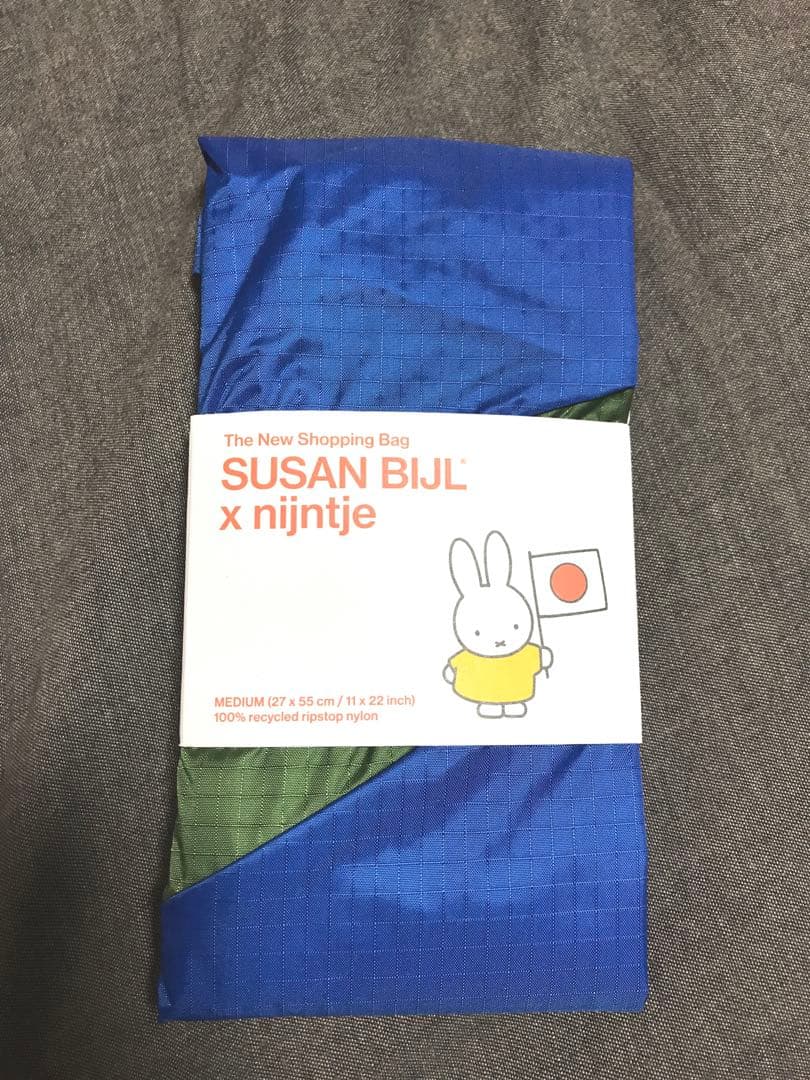 The New Shopping Bag
SUSAN BIJL®
x nijntje
MEDIUM (27 x 55 cm / 11 x 22 inch)
100% recycled ripstop nylon